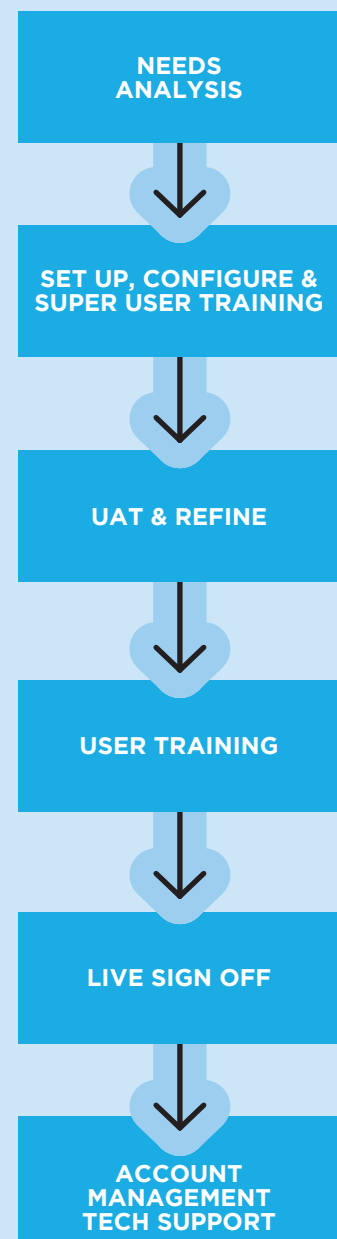 NEEDS
ANALYSIS
SET UP, CONFIGURE &
SUPER USER TRAINING
UAT & REFINE
USER TRAINING
LIVE SIGN OFF
ACCOUNT
MANAGEMENT
TECH SUPPORT